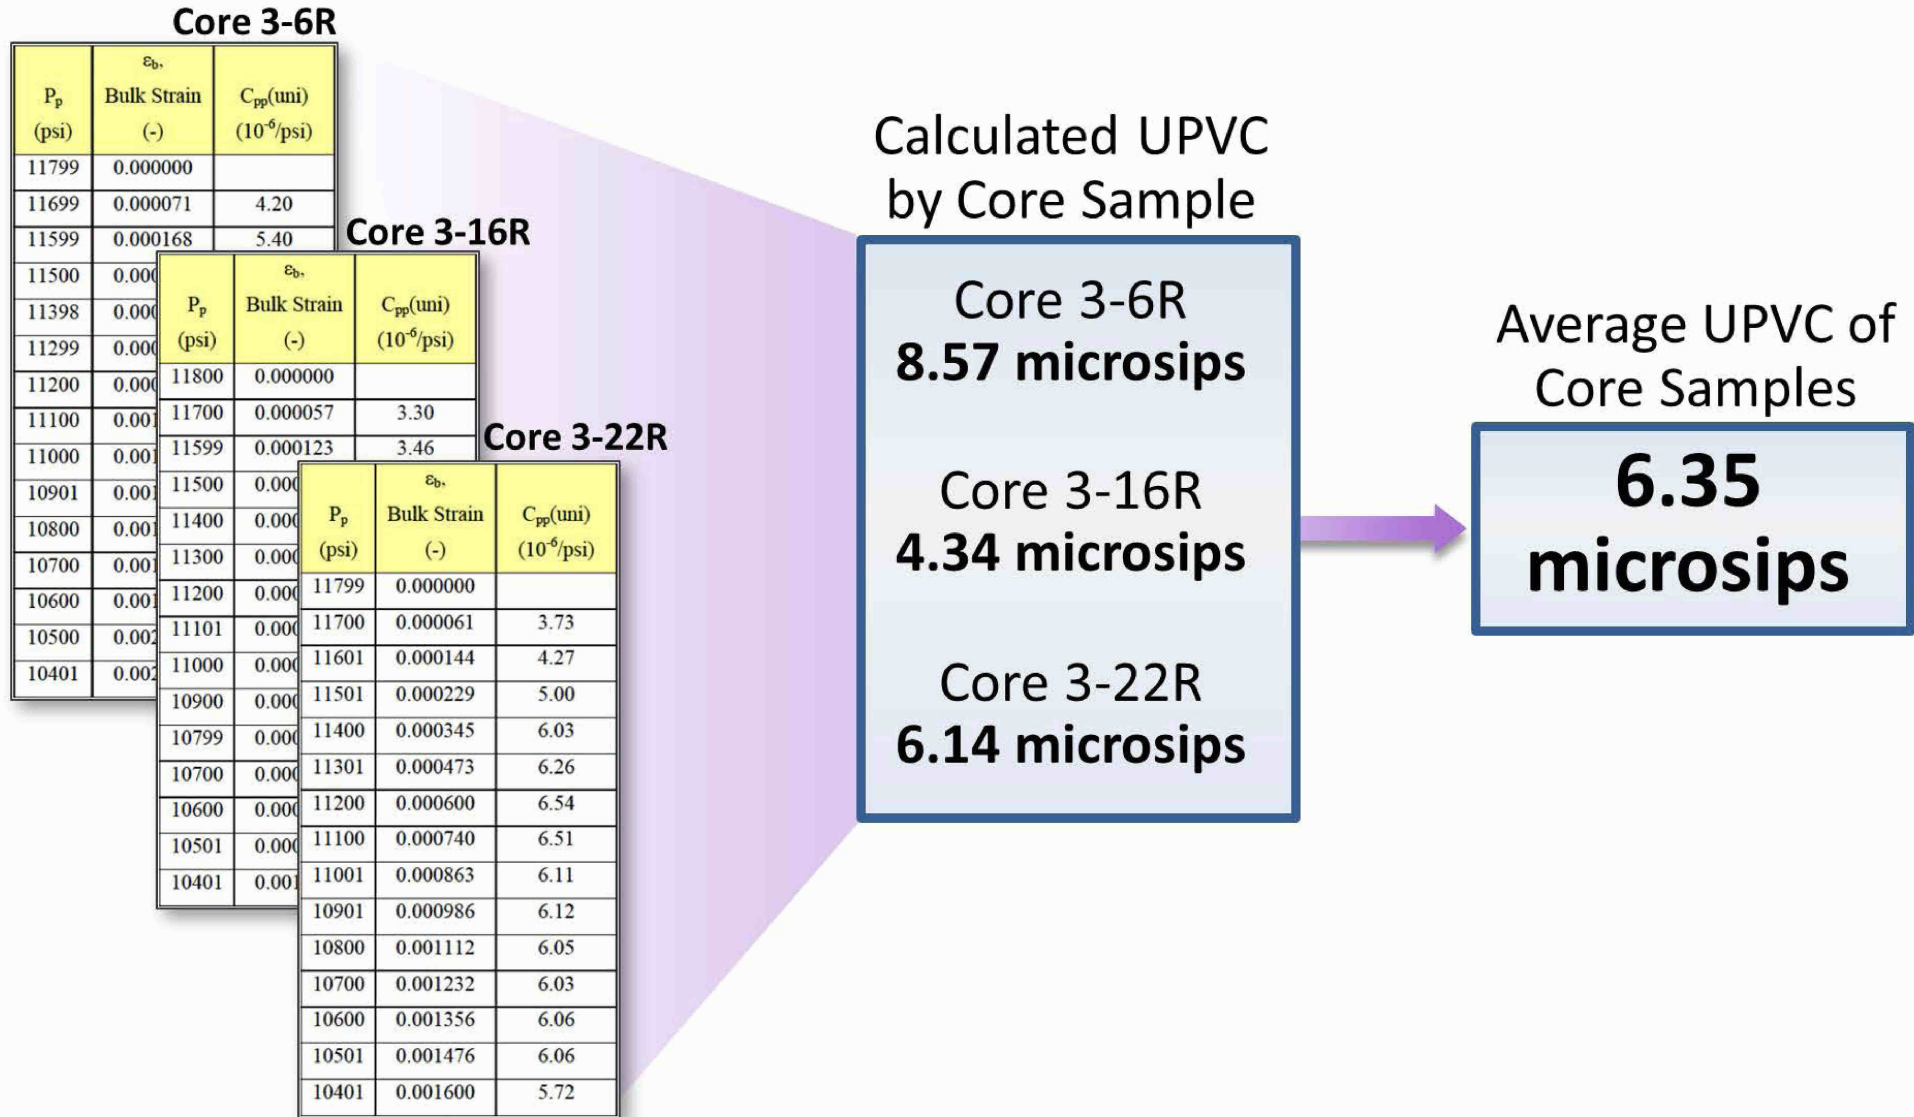 Core 3-6R
Pp (psi) εb, Bulk Strain (-) Cpp(uni) (10⁻⁶/psi)
11799 0.000000
11699 0.000071 4.20
11599 0.000168 5.40
11500
11398
11299
11200
11100
11000
10901
10800
10700
10600
10500
10401
Core 3-16R
Pp (psi) εb, Bulk Strain (-) Cpp(uni) (10⁻⁶/psi)
11800 0.000000
11700 0.000057 3.30
11599 0.000123 3.46
11500
11400
11300
11200
11101
11000
10900
10799
10700
10600
10501
10401
Core 3-22R
Pp (psi) εb, Bulk Strain (-) Cpp(uni) (10⁻⁶/psi)
11799 0.000000
11700 0.000061 3.73
11601 0.000144 4.27
11501 0.000229 5.00
11400 0.000345 6.03
11301 0.000473 6.26
11200 0.000600 6.54
11100 0.000740 6.51
11001 0.000863 6.11
10901 0.000986 6.12
10800 0.001112 6.05
10700 0.001232 6.03
10600 0.001356 6.06
10501 0.001476 6.06
10401 0.001600 5.72
Calculated UPVC
by Core Sample
Core 3-6R
8.57 microsips
Core 3-16R
4.34 microsips
Core 3-22R
6.14 microsips
Average UPVC of
Core Samples
6.35
microsips